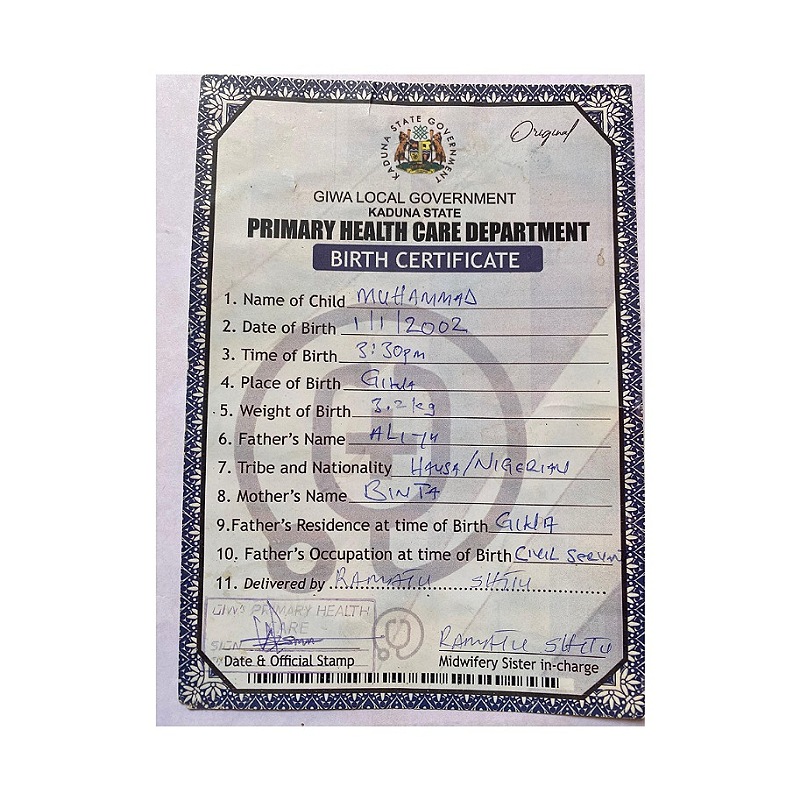 KADUNA STATE GOVERNMENT
Original
GIWA LOCAL GOVERNMENT
KADUNA STATE
PRIMARY HEALTH CARE DEPARTMENT
BIRTH CERTIFICATE
1. Name of Child MUHAMMAD
2. Date of Birth 1/1/2002
3. Time of Birth 3:30pm
4. Place of Birth GIWA
5. Weight of Birth 3.2kg
6. Father's Name ALIYU
7. Tribe and Nationality HAUSA/NIGERIAN
8. Mother's Name BINTA
9.Father's Residence at time of Birth GIWA
10. Father's Occupation at time of Birth CIVIL SERVANT
11. Delivered by RAMATU SHITU
GIWA PRIMARY HEALTH
CARE
SIGN
RAMATU SHITU
Date & Official Stamp Midwifery Sister in-charge